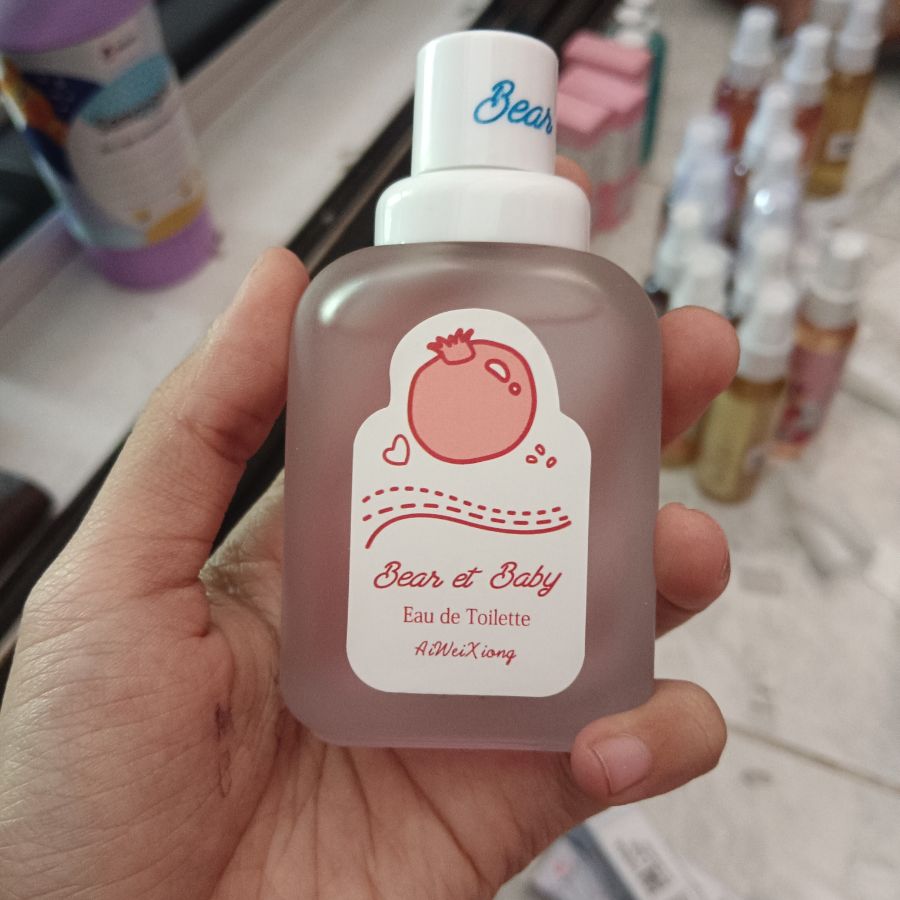 Bear
Bear et Baby
Eau de Toilette
AiWeiXiong